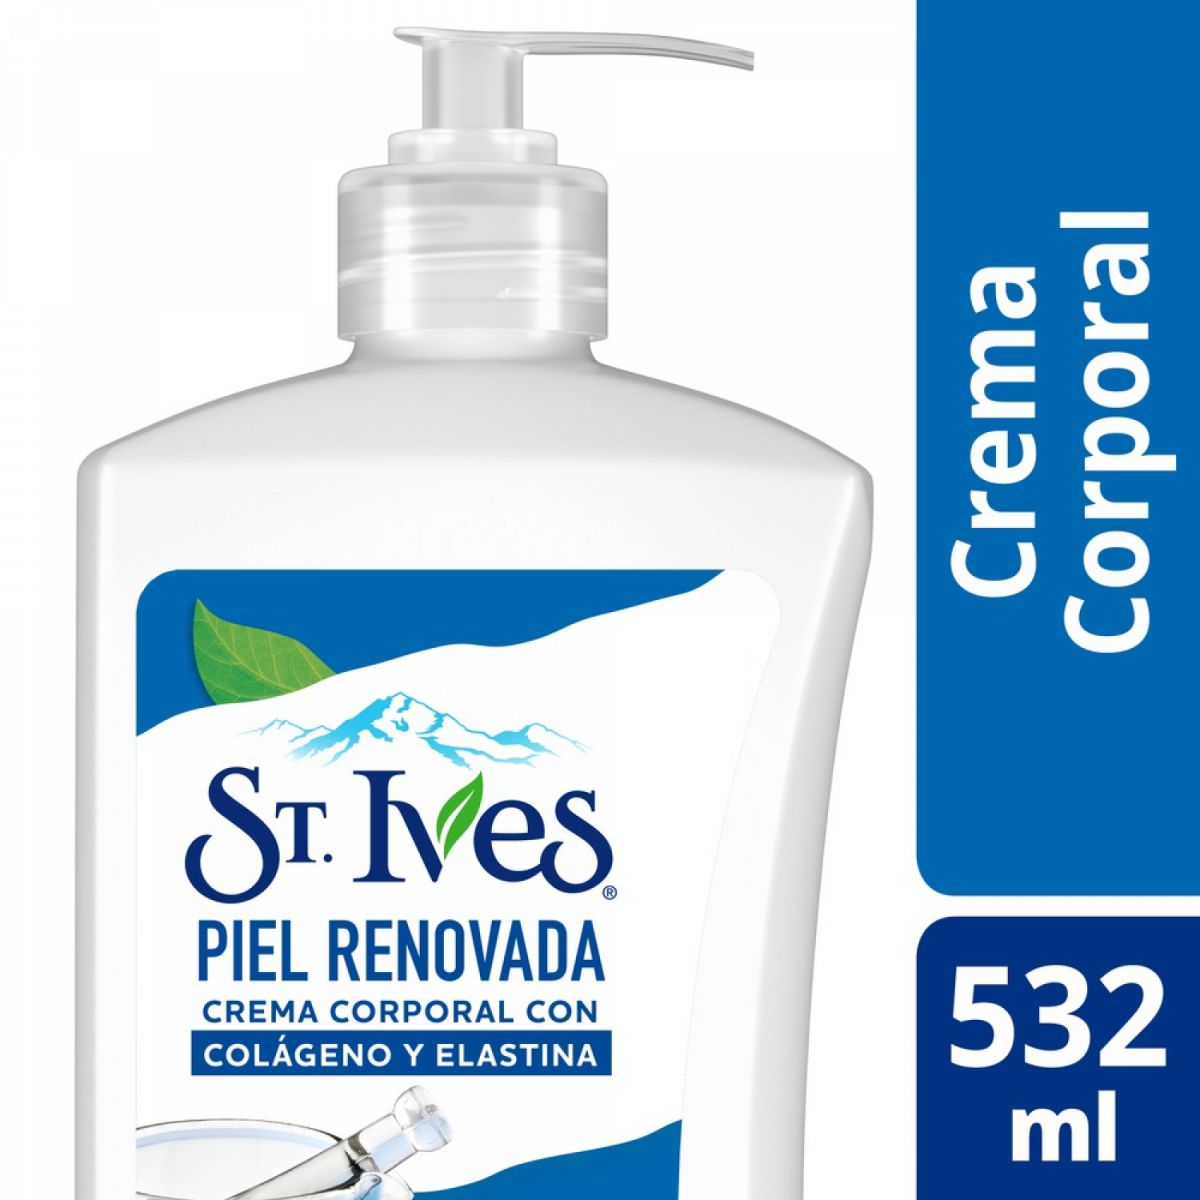 ST. Ives®
PIEL RENOVADA
CREMA CORPORAL CON
COLÁGENO Y ELASTINA
Crema
Corporal
532
ml